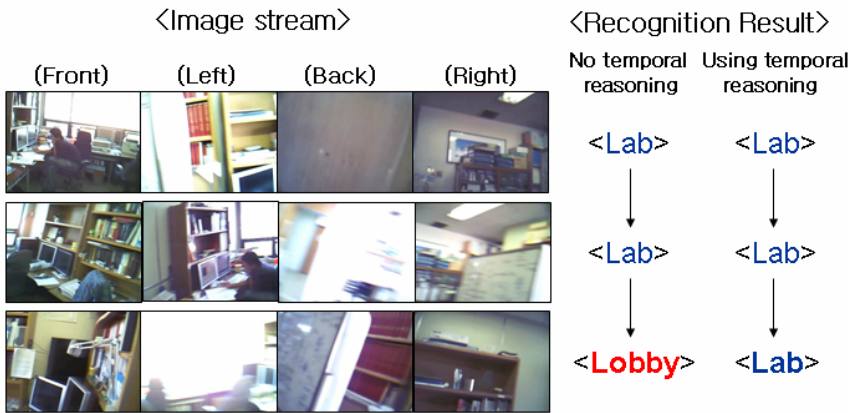 <Image stream>
<Recognition Result>
(Front) (Left) (Back) (Right)
No temporal reasoning
Using temporal reasoning
<Lab> <Lab>
<Lab> <Lab>
<Lobby> <Lab>